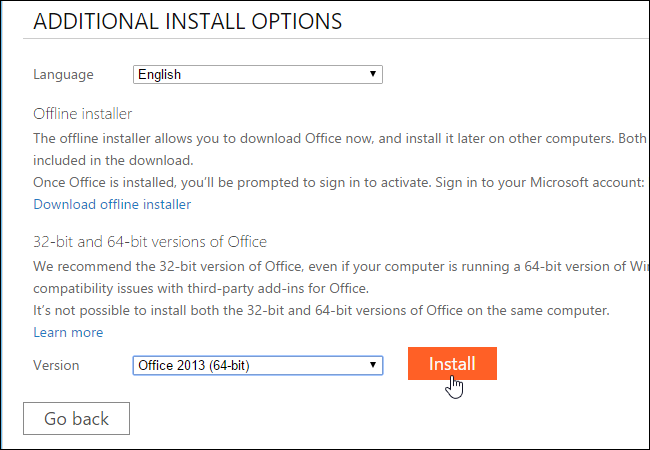 ADDITIONAL INSTALL OPTIONS
Language English
Offline installer
The offline installer allows you to download Office now, and install it later on other computers. Both
included in the download.
Once Office is installed, you'll be prompted to sign in to activate. Sign in to your Microsoft account:
Download offline installer
32-bit and 64-bit versions of Office
We recommend the 32-bit version of Office, even if your computer is running a 64-bit version of
compatibility issues with third-party add-ins for Office.
It's not possible to install both the 32-bit and 64-bit versions of Office on the same computer.
Learn more
Version Office 2013 (64-bit) Install
Go back